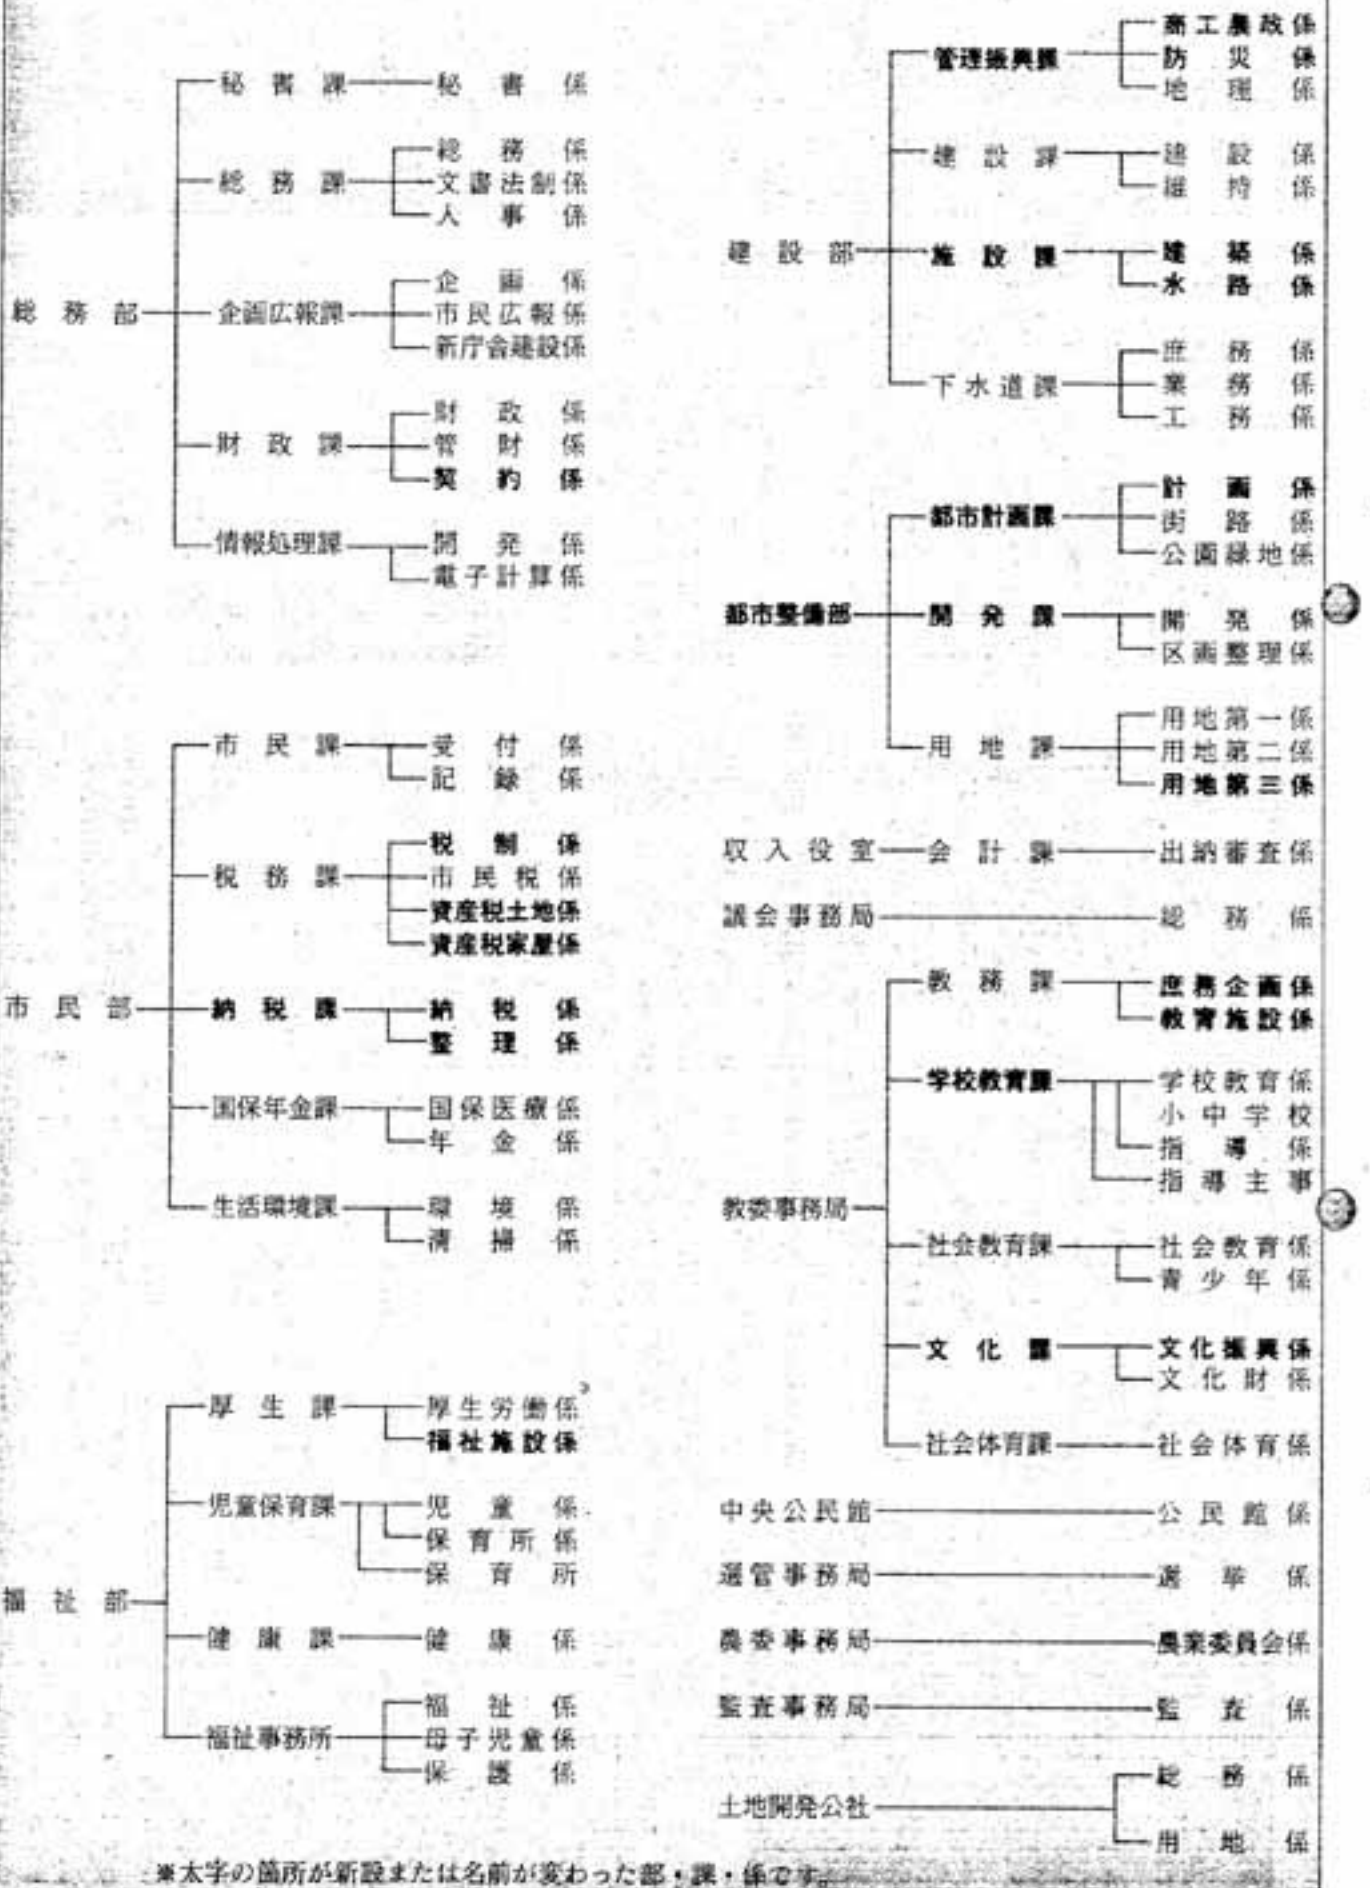 総務部
秘書課
秘書係
総務課
総務係
文書法制係
人事係
企画広報課
企画係
市民広報係
新庁舎建設係
財政課
財政係
管財係
契約係
情報処理課
開発係
電子計算係
市民部
市民課
受付係
記録係
税務課
税制係
市民税係
資産税土地係
資産税家屋係
納税課
納税係
整理係
国保年金課
国保医療係
年金係
生活環境課
環境係
清掃係
福祉部
厚生課
厚生労働係
福祉施設係
児童保育課
児童係
保育所係
保育所
健康課
健康係
福祉事務所
福祉係
母子児童係
保護係
建設部
管理振興課
商工農政係
防災係
地理係
建設課
建設係
維持係
施設課
建築係
水路係
下水道課
庶務係
業務係
工務係
都市整備部
都市計画課
計画係
街路係
公園緑地係
開発課
開発係
区画整理係
用地課
用地第一係
用地第二係
用地第三係
収入役室
会計課
出納審査係
議会事務局
総務係
教委事務局
教務課
庶務企画係
教育施設係
学校教育課
学校教育係
小中学校
指導係
指導主事
社会教育課
社会教育係
青少年係
文化課
文化振興係
文化財係
社会体育課
社会体育係
中央公民館
公民館係
選管事務局
選挙係
農委事務局
農業委員会係
監査事務局
監査係
土地開発公社
総務係
用地係
※太字の箇所が新設または名前が変わった部・課・係です。